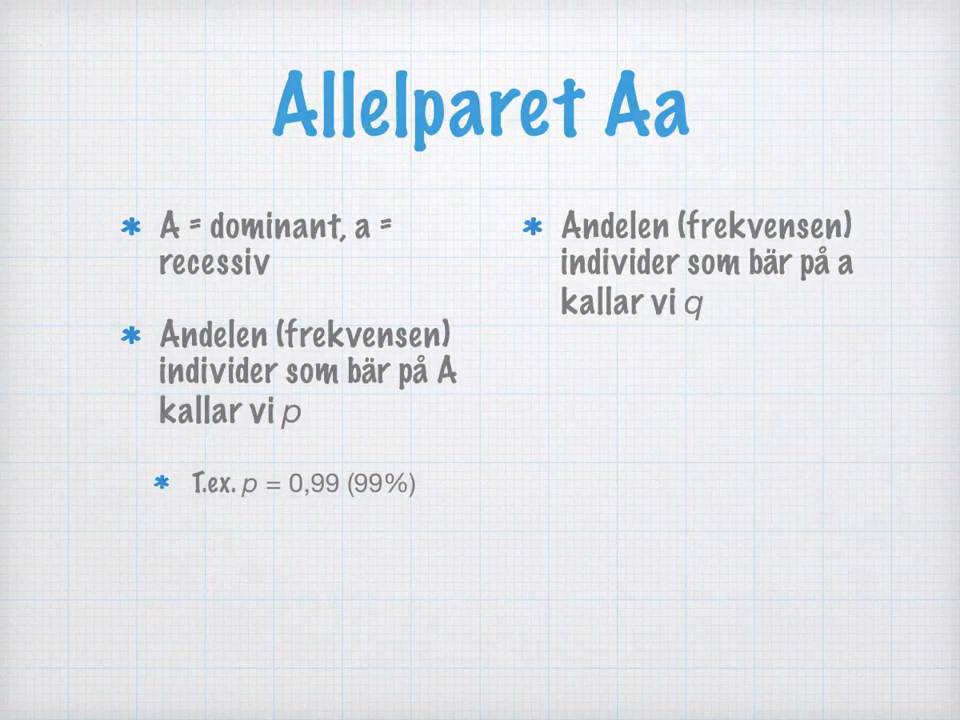 Allelparet Aa
* A = dominant, a =
recessiv
* Andelen (frekvensen)
individer som bär på A
kallar vi p
* T.ex. p = 0,99 (99%)
* Andelen (frekvensen)
individer som bär på a
kallar vi q